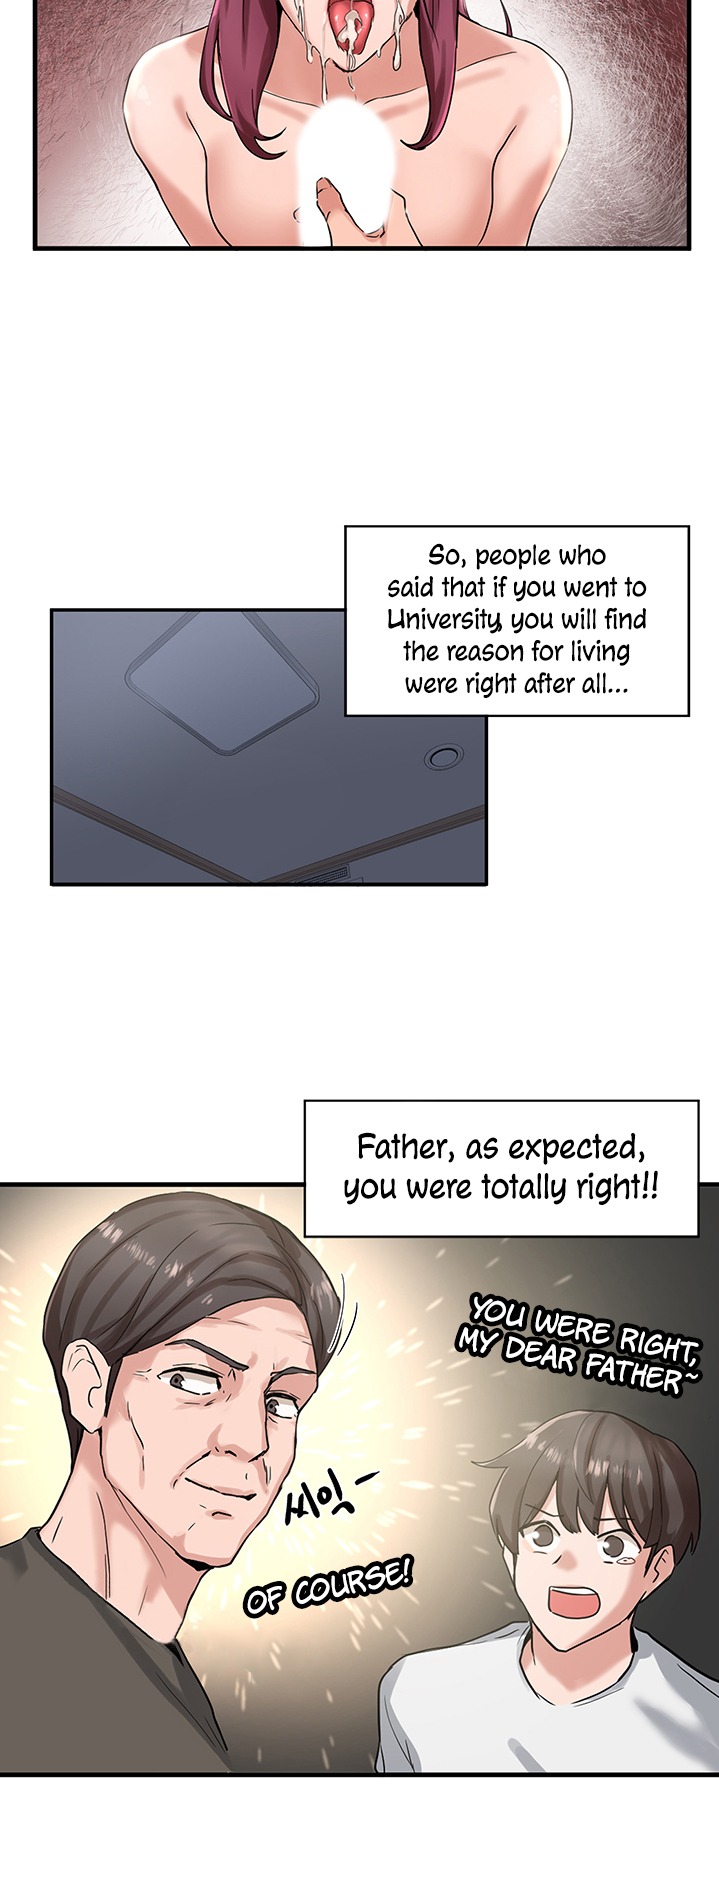 So, people who
said that if you went to
University, you will find
the reason for living
were right after all...
Father, as expected,
you were totally right!!
YOU WERE RIGHT,
MY DEAR FATHER~
씨익~
OF COURSE!